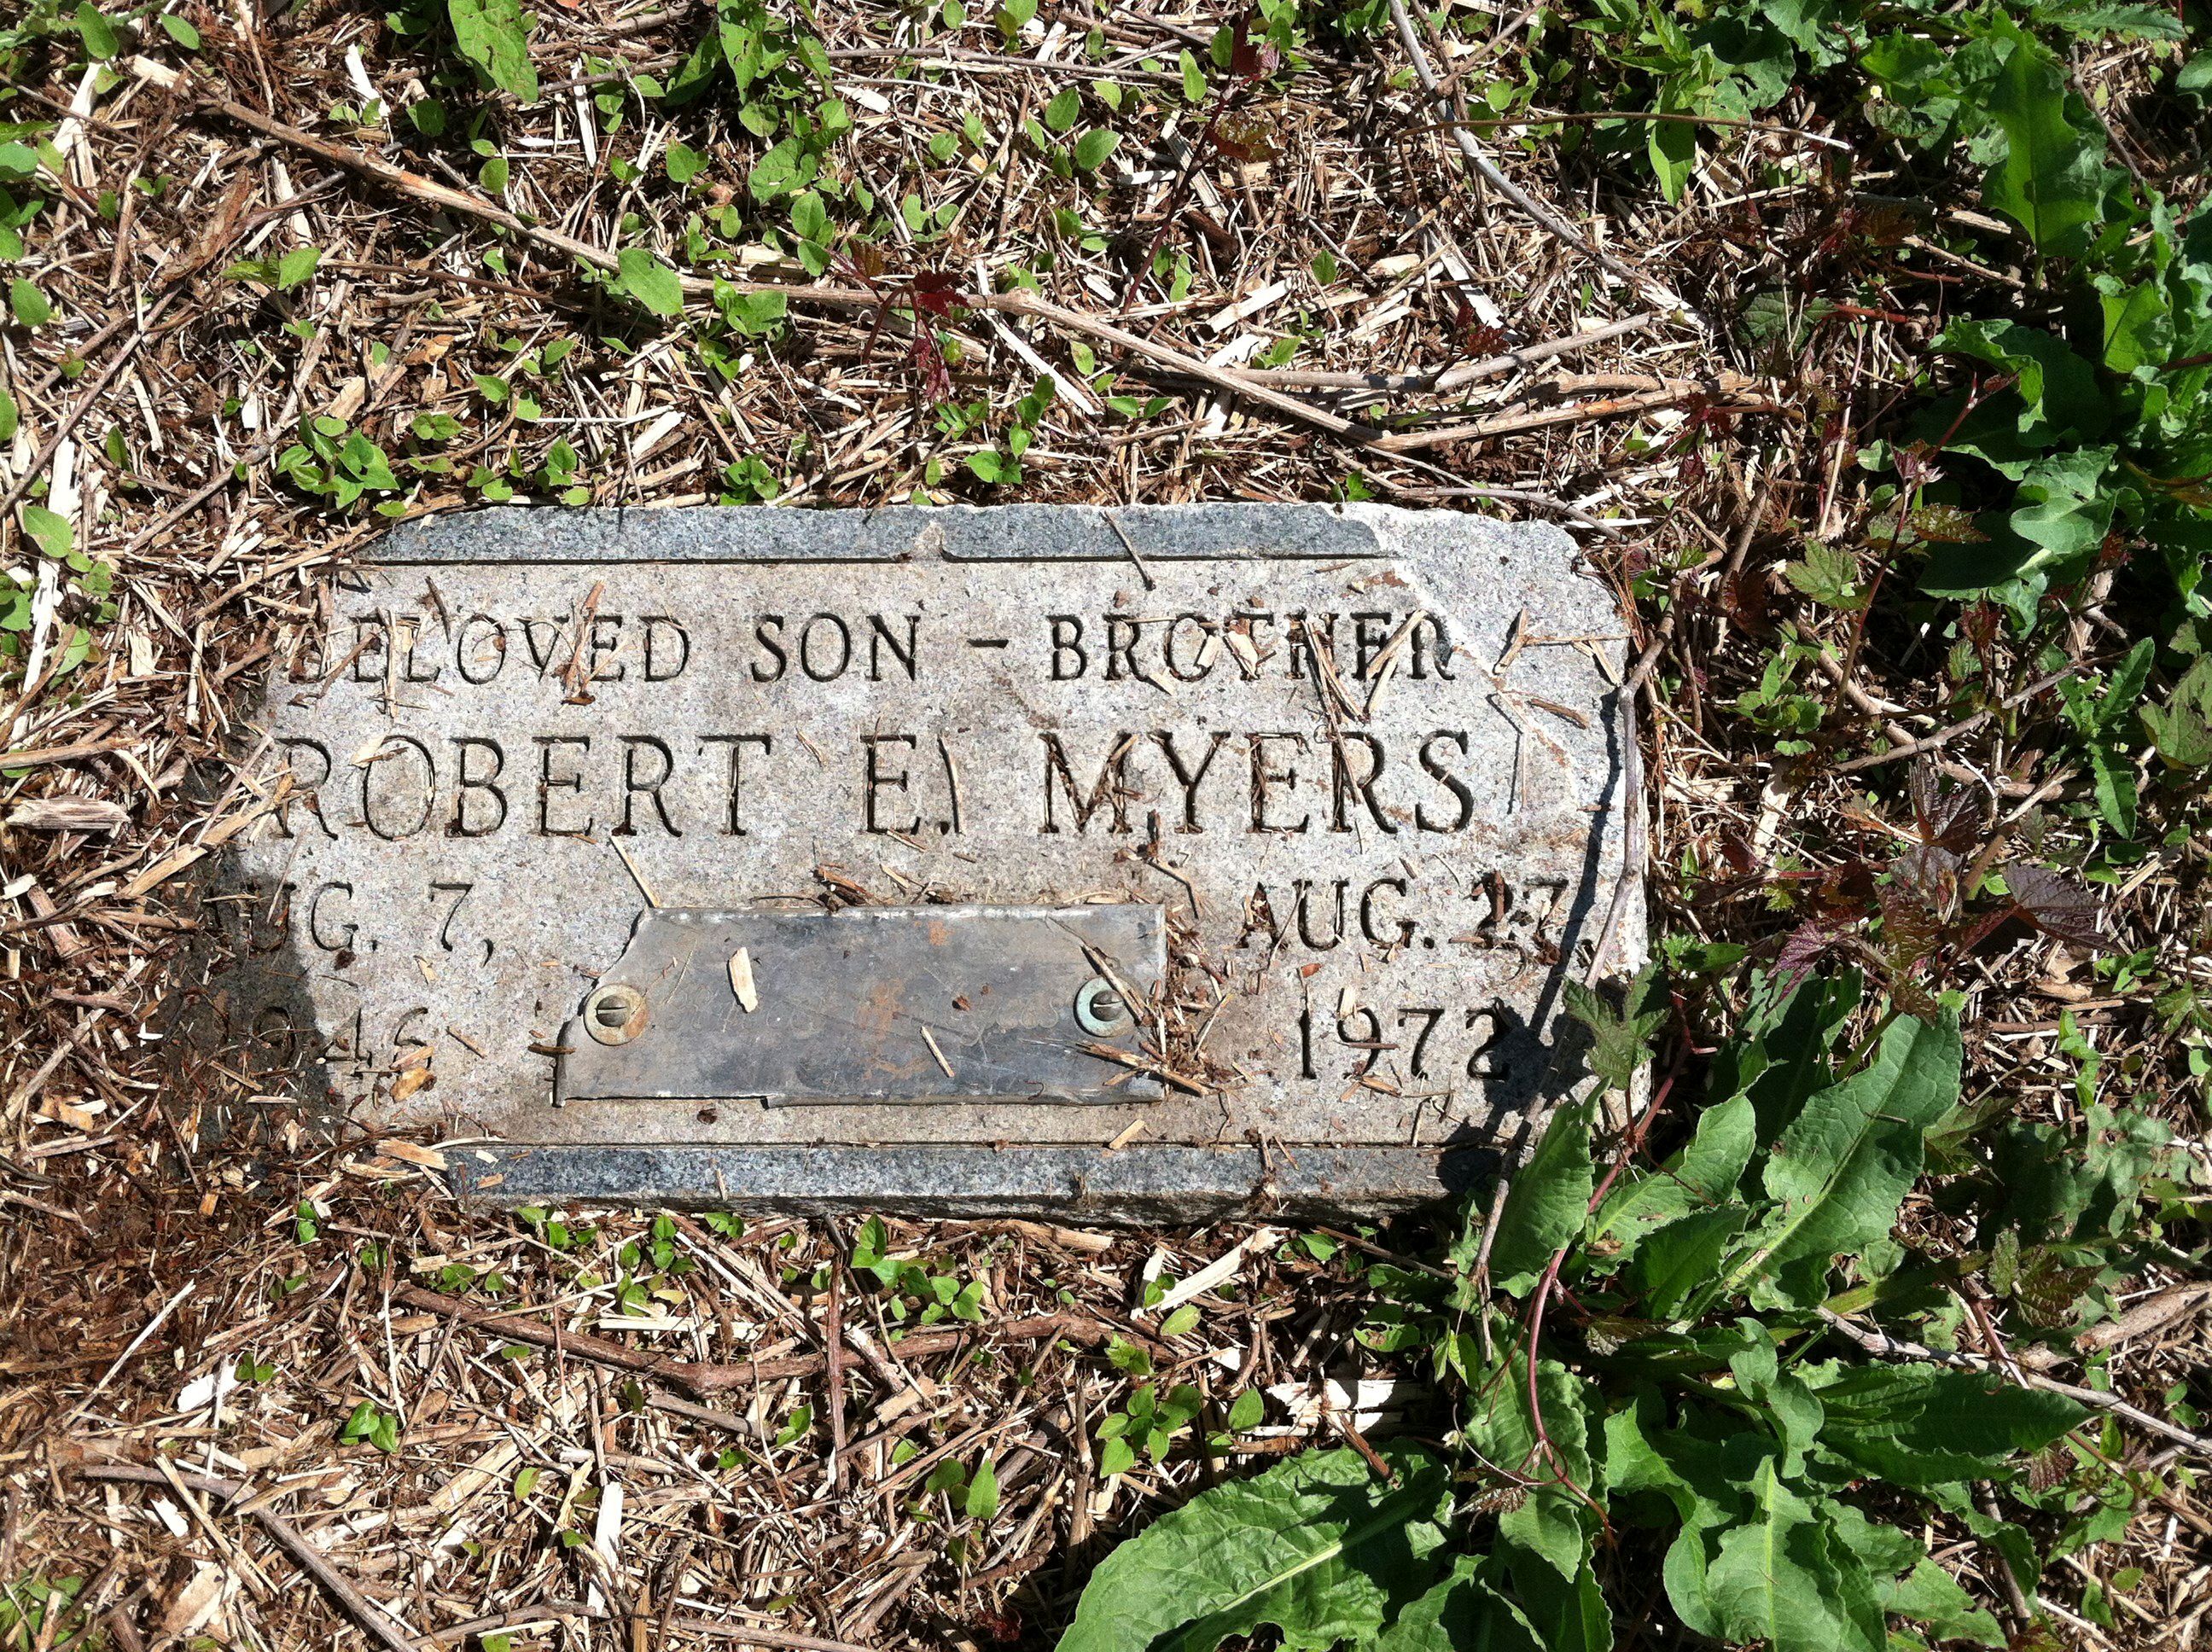 BELOVED SON - BROTHER
ROBERT E. MYERS
AUG. 7, AUG. 27,
1946 1972